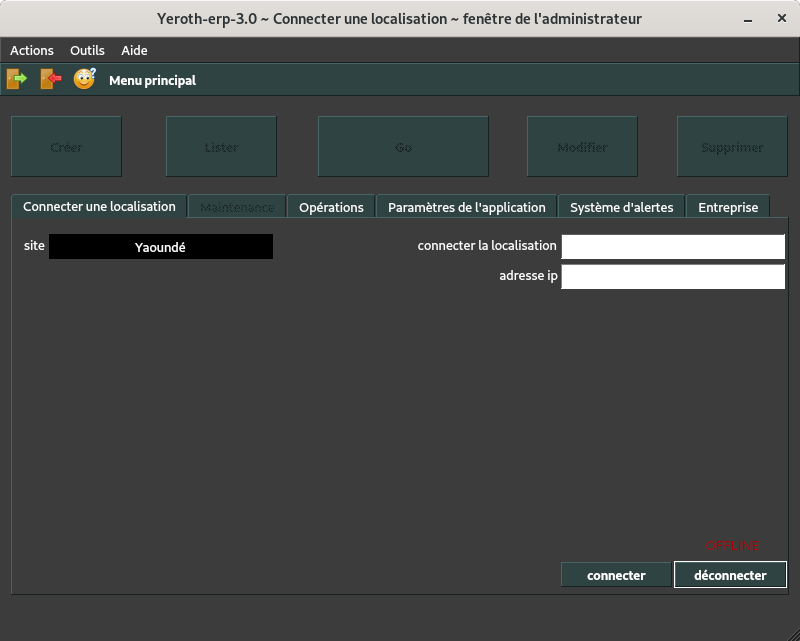 Yeroth-erp-3.0 ~ Connecter une localisation ~ fenêtre de l'administrateur
Actions Outils Aide
Menu principal
Créer Lister Go Modifier Supprimer
Connecter une localisation Maintenance Opérations Paramètres de l'application Système d'alertes Entreprise
site Yaoundé connecter la localisation
adresse ip
OFFLINE
connecter déconnecter